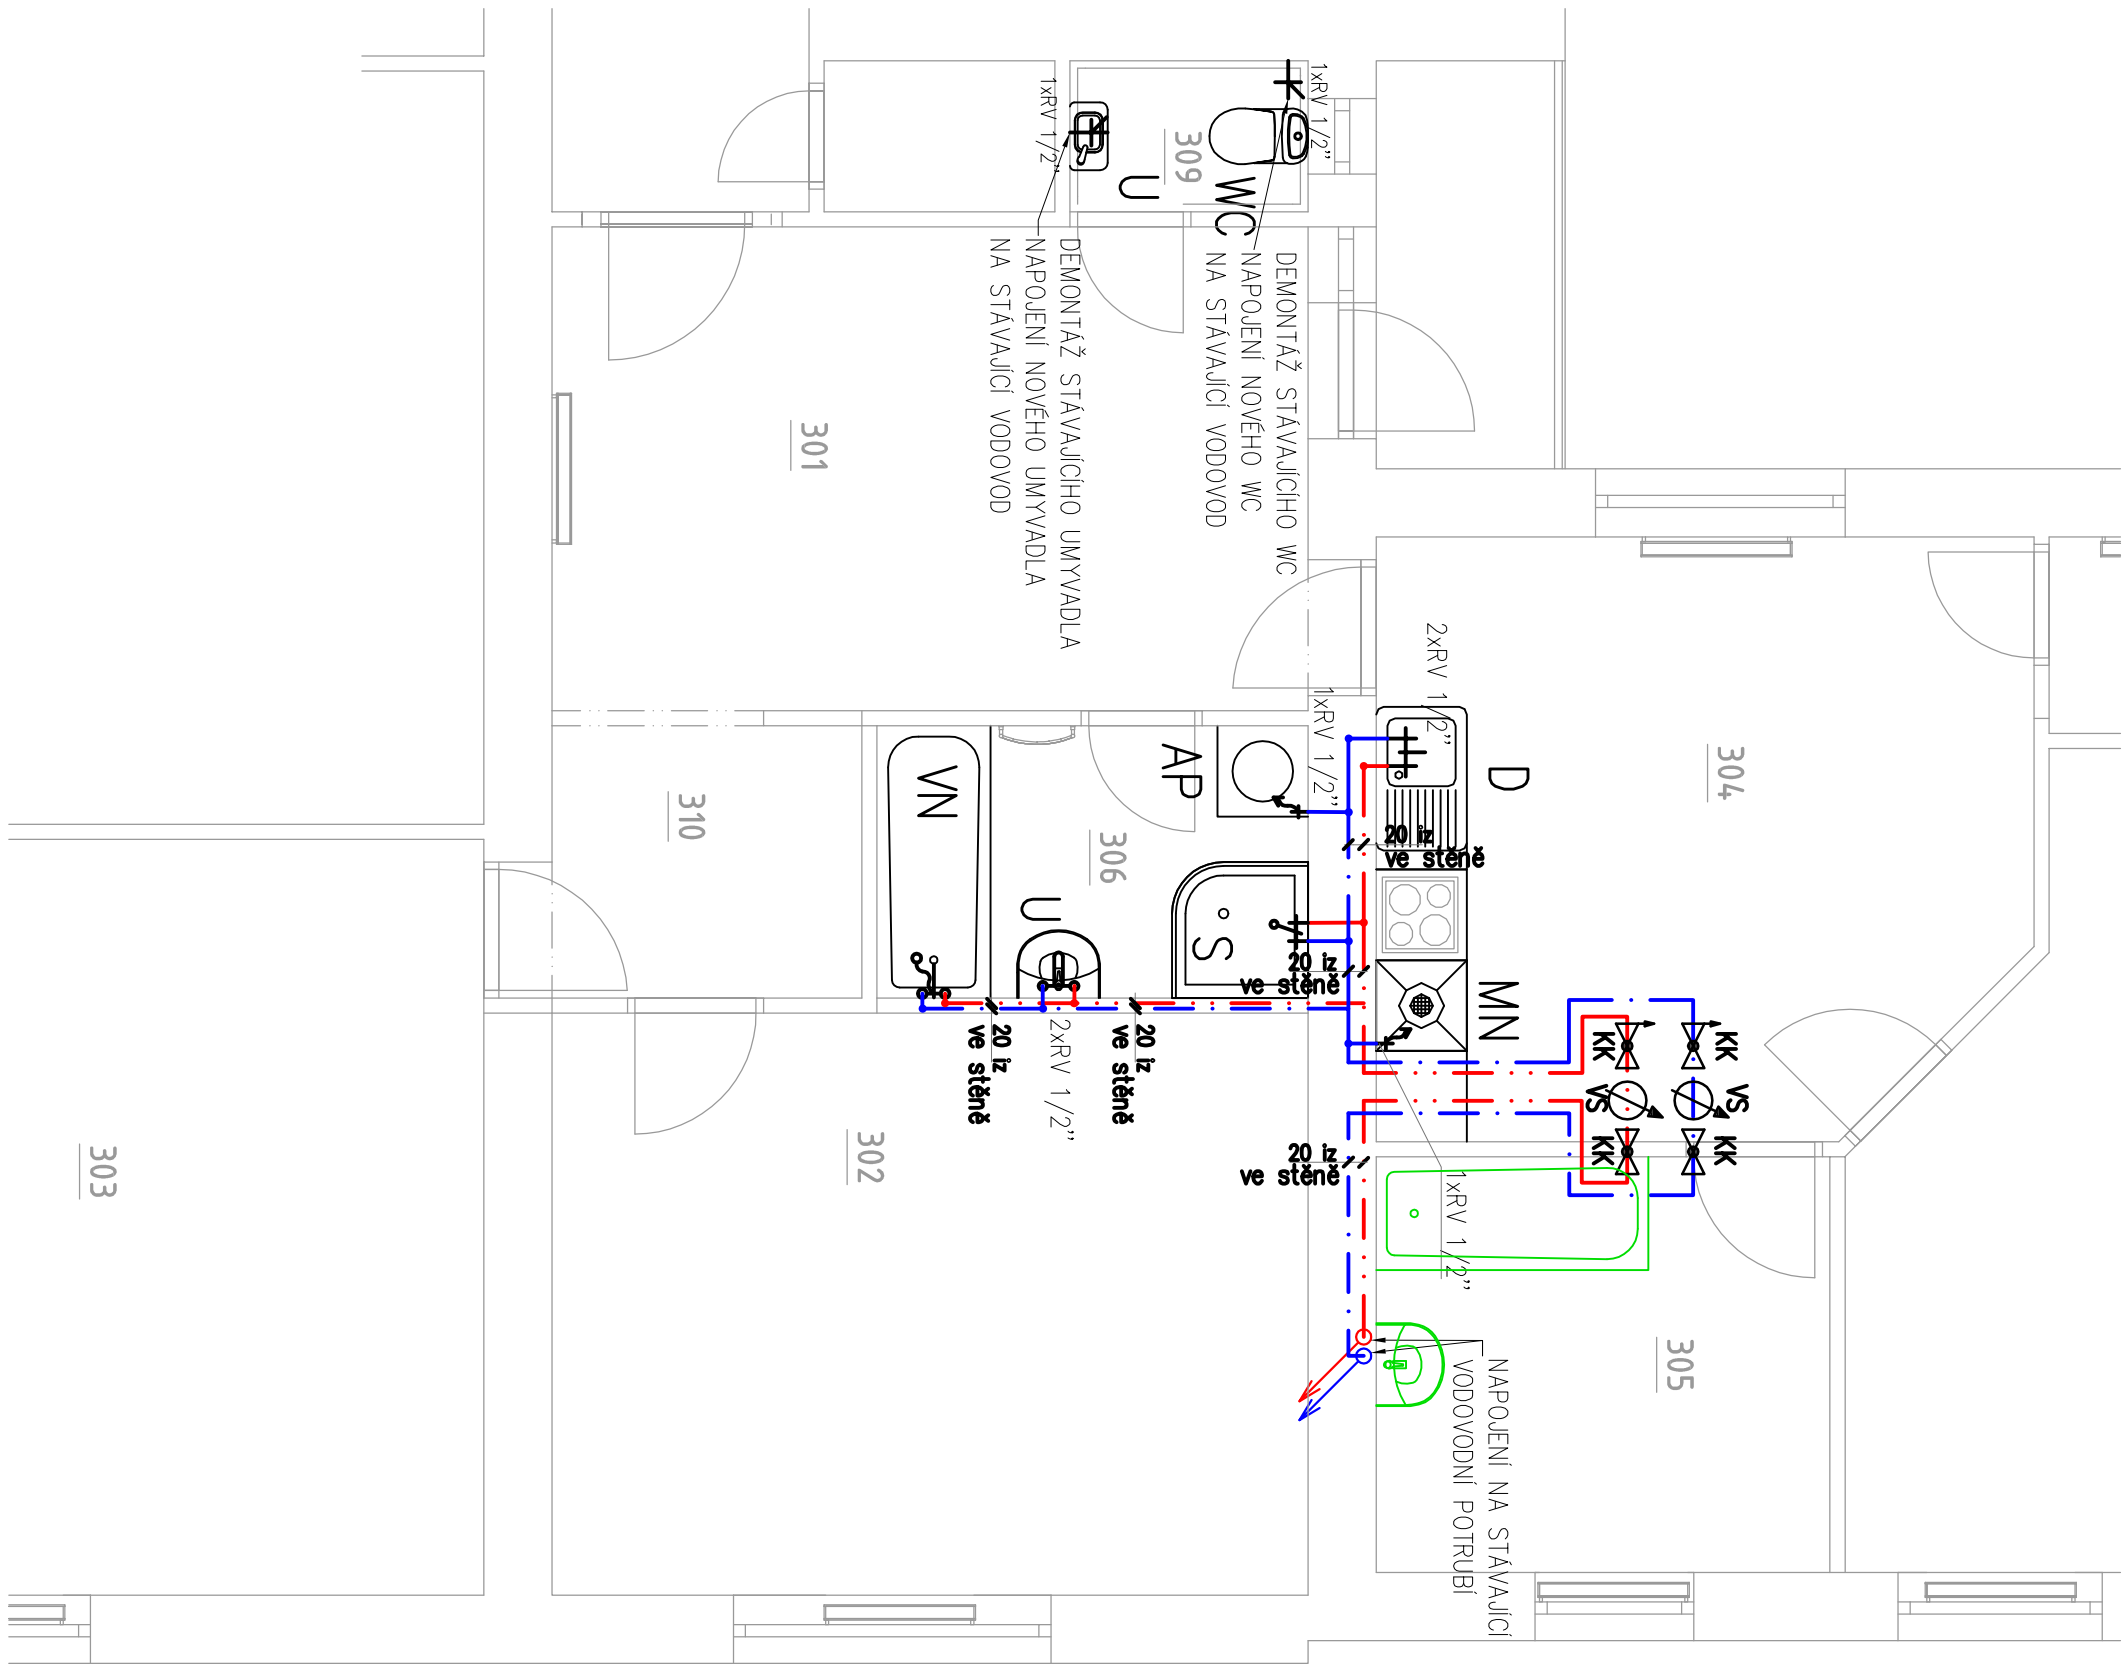 1xRV 1/2"
1xRV 1/2"
309
U
WC
DEMONTÁŽ STÁVAJÍCÍHO WC
NAPOJENÍ NOVÉHO WC
NA STÁVAJÍCÍ VODOVOD
DEMONTÁŽ STÁVAJÍCÍHO UMYVADLA
NAPOJENÍ NOVÉHO UMYVADLA
NA STÁVAJÍCÍ VODOVOD
301
2xRV 1/2"
1xRV 1/2"
D
304
AP
VN
310
306
20 iz
ve stěně
U
S
20 iz
ve stěně
MN
20 iz
ve stěně
2xRV 1/2"
20 iz
ve stěně
KK
KK
VS
VS
KK
KK
20 iz
ve stěně
1xRV 1/2"
302
303
305
NAPOJENÍ NA STÁVAJÍCÍ
VODOVODNÍ POTRUBÍ